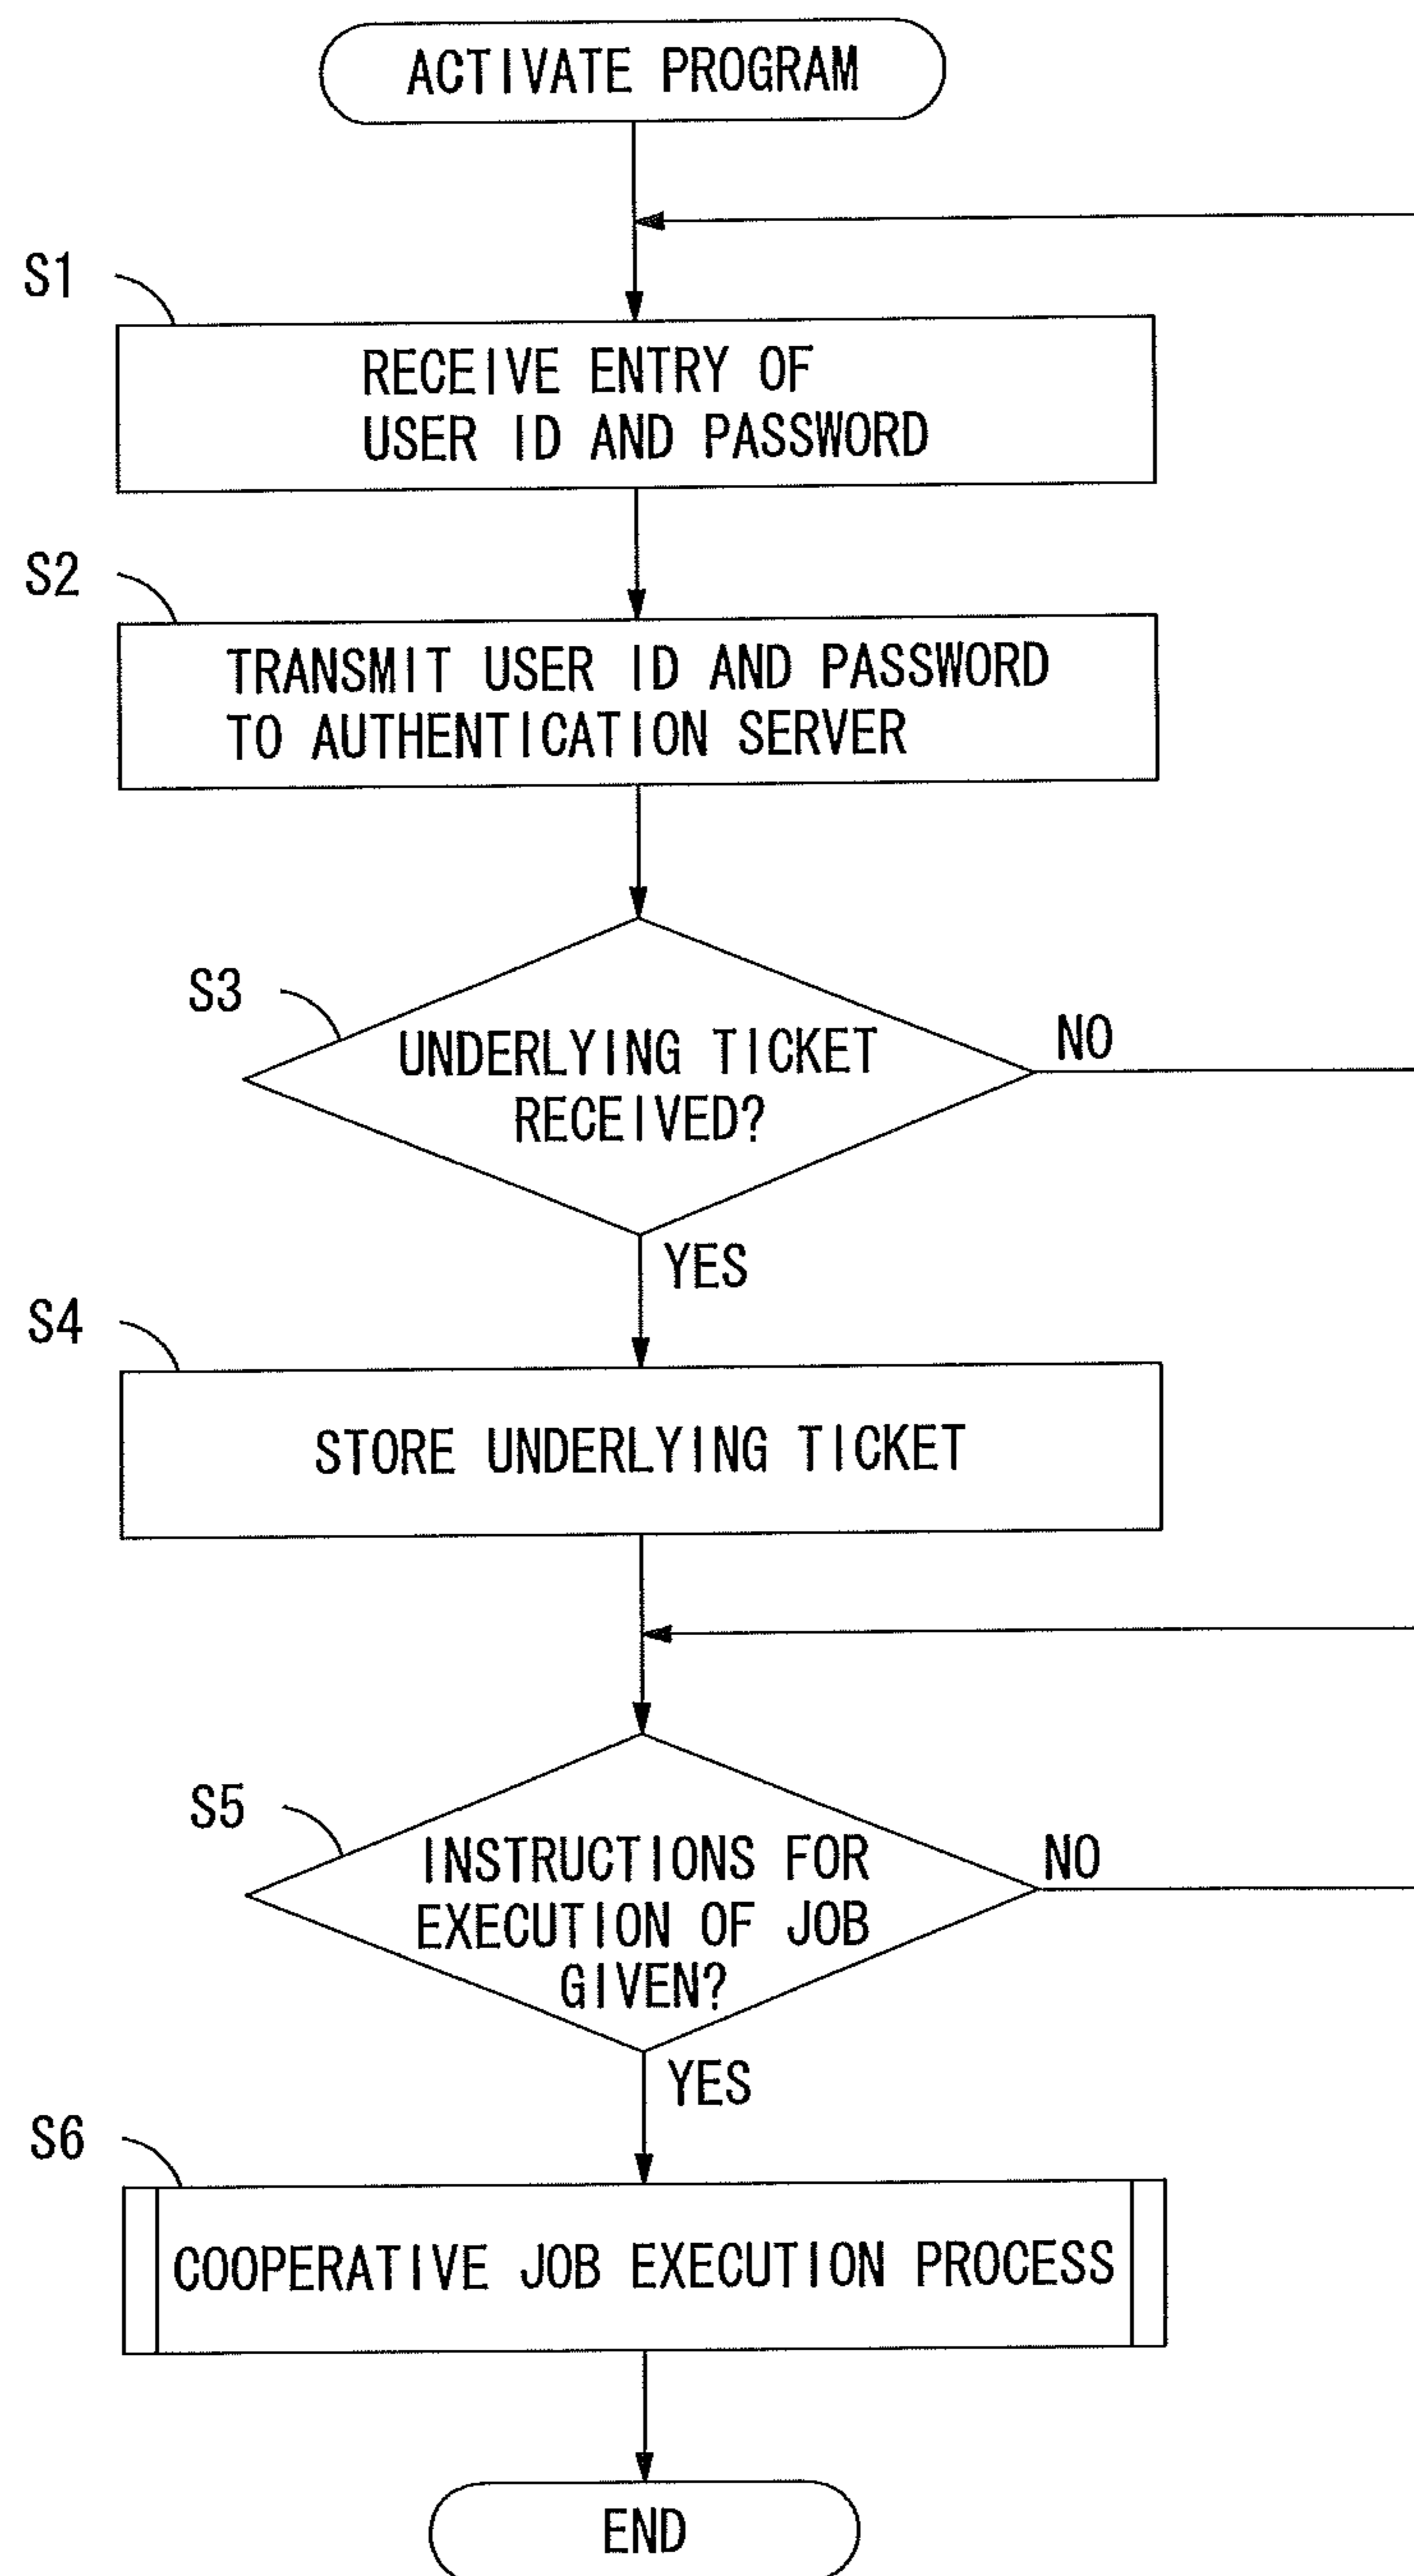 ACTIVATE PROGRAM
S1
RECEIVE ENTRY OF
USER ID AND PASSWORD
S2
TRANSMIT USER ID AND PASSWORD
TO AUTHENTICATION SERVER
S3
UNDERLYING TICKET
RECEIVED?
NO
YES
S4
STORE UNDERLYING TICKET
S5
INSTRUCTIONS FOR
EXECUTION OF JOB
GIVEN?
NO
YES
S6
COOPERATIVE JOB EXECUTION PROCESS
END